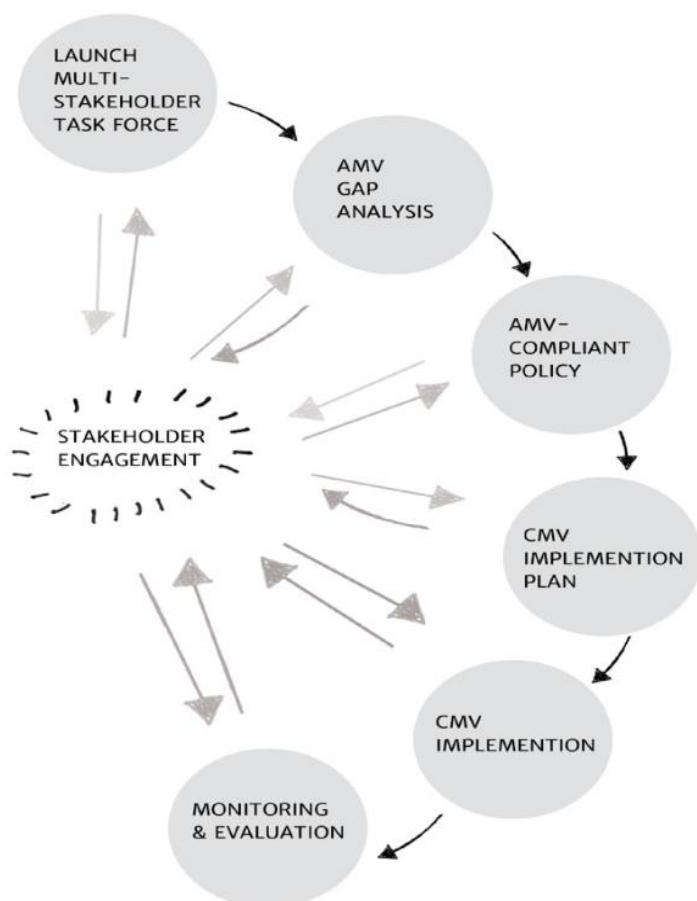 LAUNCH
MULTI-
STAKEHOLDER
TASK FORCE
AMV
GAP
ANALYSIS
AMV-
COMPLIANT
POLICY
STAKEHOLDER
ENGAGEMENT
CMV
IMPLEMENTION
PLAN
CMV
IMPLEMENTION
MONITORING
& EVALUATION